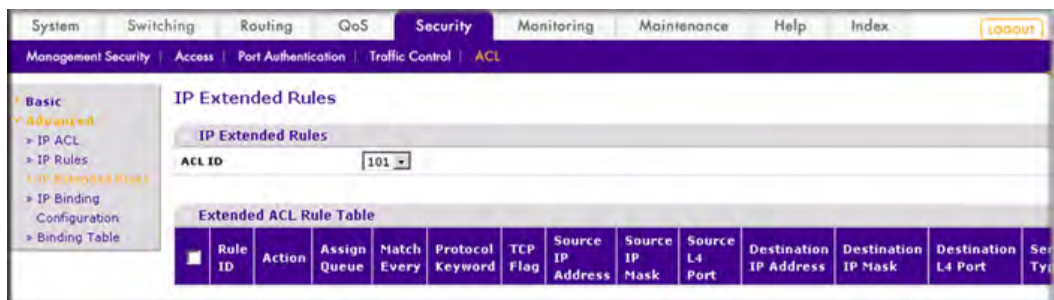 System Switching Routing QoS Security Monitoring Maintenance Help Index LOGOUT
Management Security | Access | Port Authentication | Traffic Control | ACL
Basic
Advanced
» IP ACL
» IP Rules
» IP Extended Rules
» IP Binding
Configuration
» Binding Table
IP Extended Rules
IP Extended Rules
ACL ID 101
Extended ACL Rule Table
Rule ID Action Assign Queue Match Every Protocol Keyword TCP Flag Source IP Address Source IP Mask Source L4 Port Destination IP Address Destination IP Mask Destination L4 Port